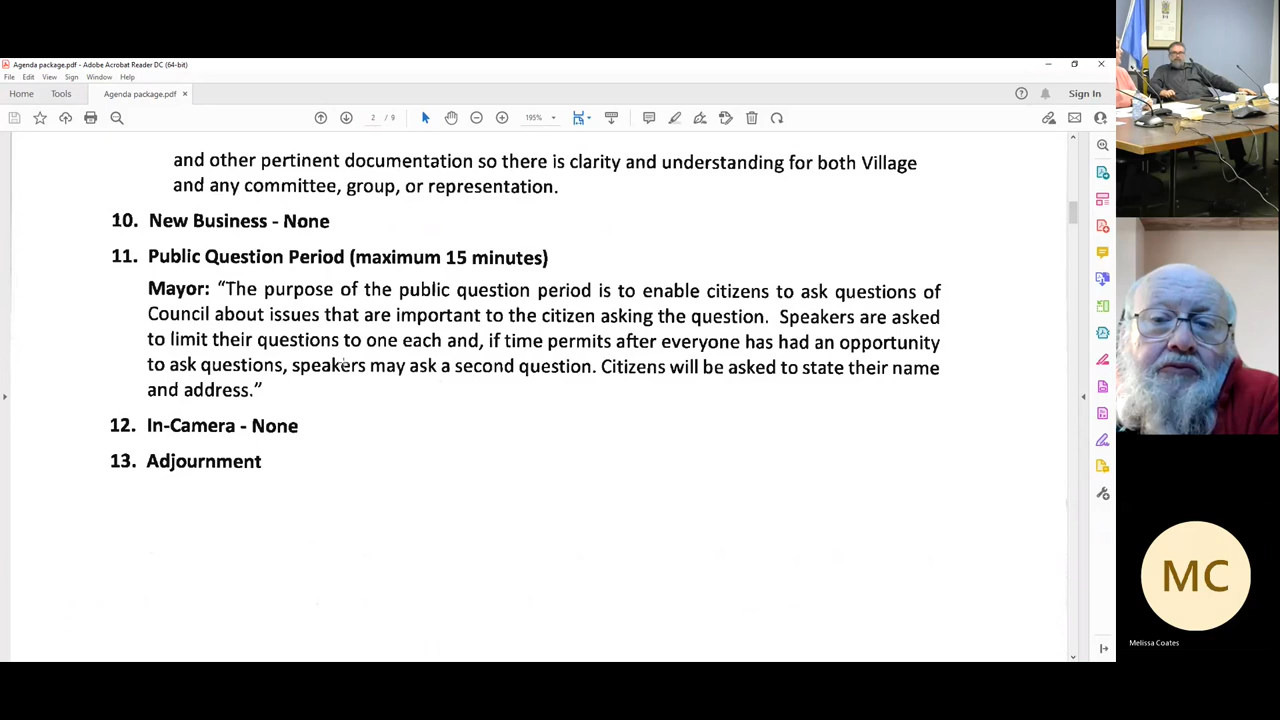 Agenda package.pdf - Adobe Acrobat Reader DC (64-bit)
File Edit View Sign Window Help
Home Tools Agenda package.pdf × Sign In
2 / 9 195%
and other pertinent documentation so there is clarity and understanding for both Village
and any committee, group, or representation.
10. New Business - None
11. Public Question Period (maximum 15 minutes)
Mayor: “The purpose of the public question period is to enable citizens to ask questions of
Council about issues that are important to the citizen asking the question. Speakers are asked
to limit their questions to one each and, if time permits after everyone has had an opportunity
to ask questions, speakers may ask a second question. Citizens will be asked to state their name
and address.”
12. In-Camera - None
13. Adjournment
MC
Melissa Coates